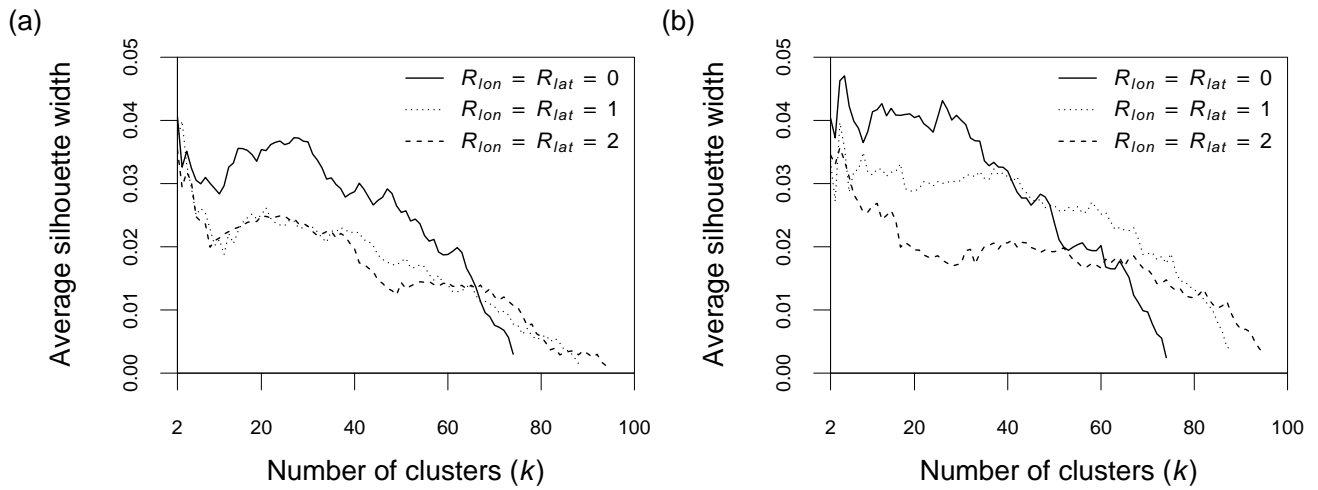 (a)
Average silhouette width
0.05
0.04
0.03
0.02
0.01
0.00
R_lon = R_lat = 0
R_lon = R_lat = 1
R_lon = R_lat = 2
2 20 40 60 80 100
Number of clusters (k)
(b)
Average silhouette width
0.05
0.04
0.03
0.02
0.01
0.00
R_lon = R_lat = 0
R_lon = R_lat = 1
R_lon = R_lat = 2
2 20 40 60 80 100
Number of clusters (k)